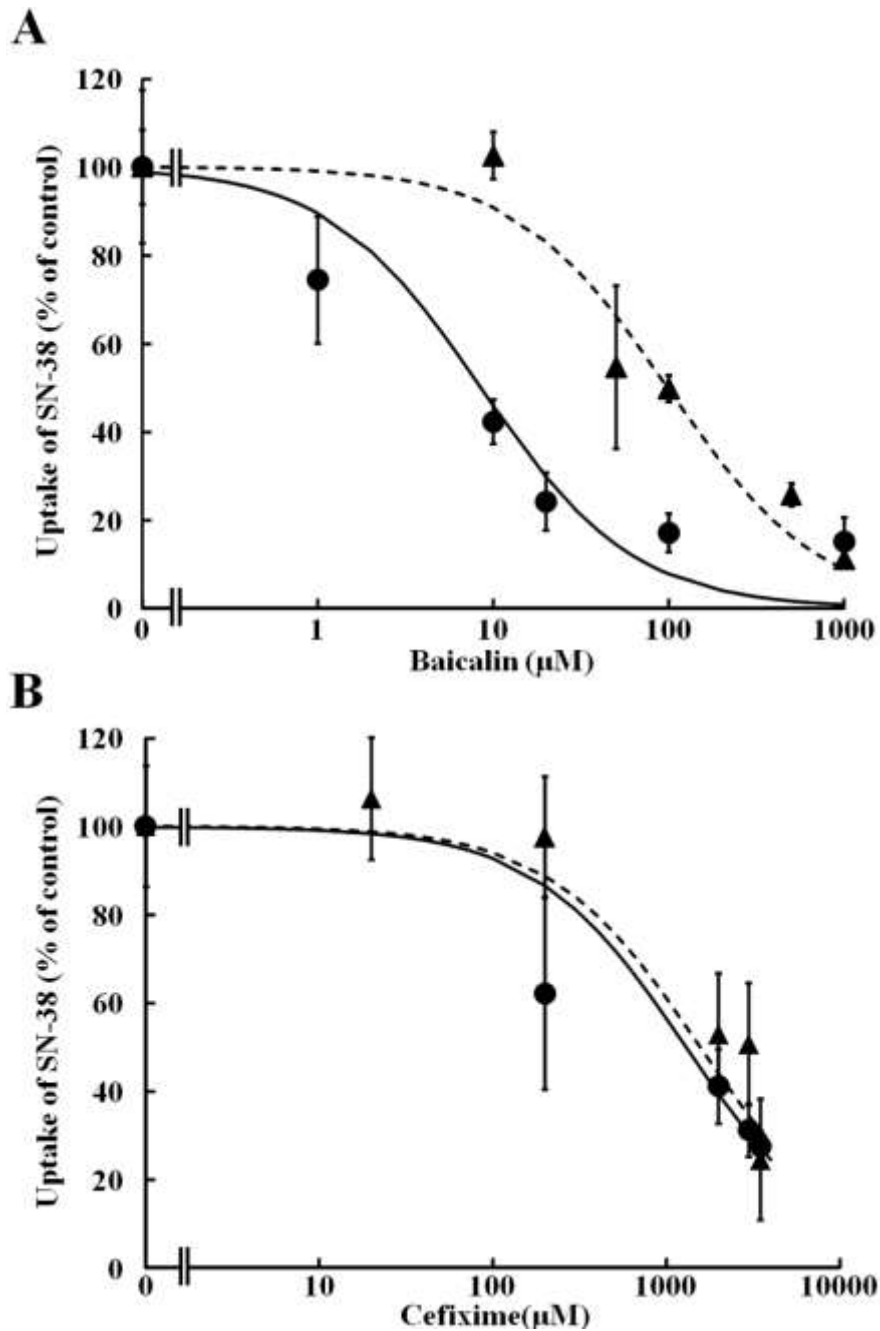 A
Uptake of SN-38 (% of control)
120
100
80
60
40
20
0
0 1 10 100 1000
Baicalin (μM)
B
Uptake of SN-38 (% of control)
120
100
80
60
40
20
0
0 10 100 1000 10000
Cefixime(μM)